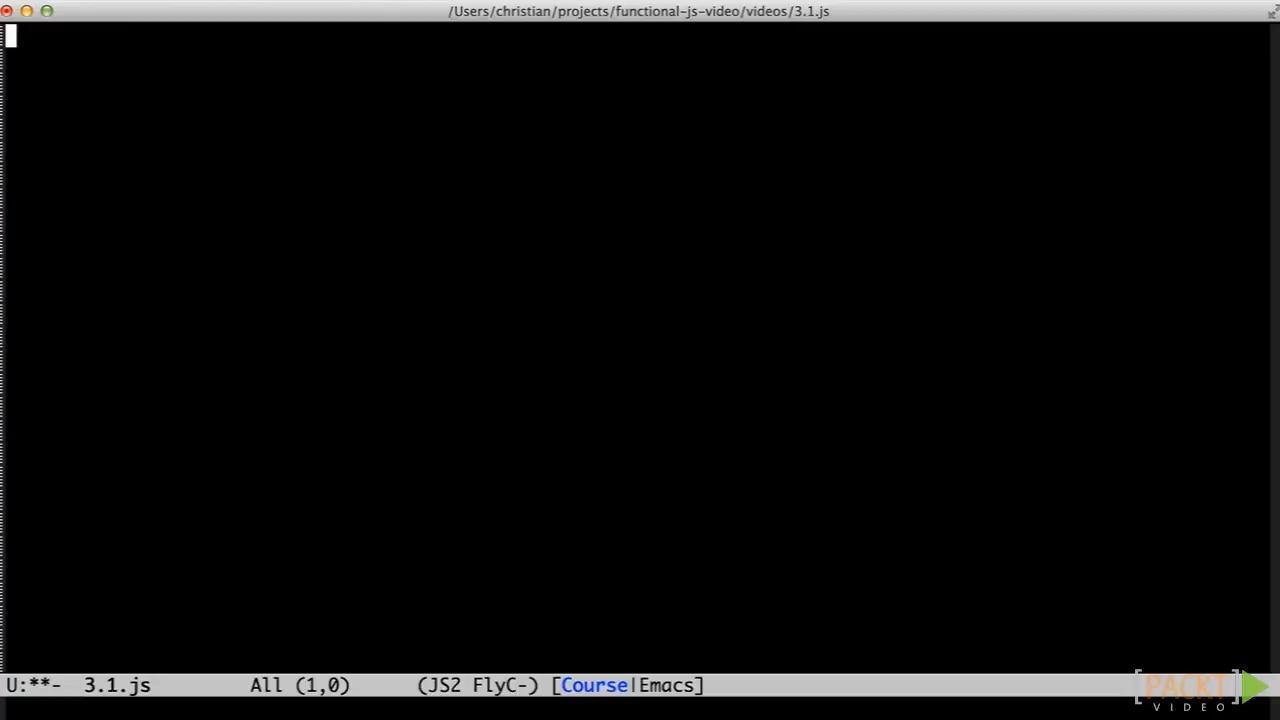 /Users/christian/projects/functional-js-video/videos/3.1.js
U:**-  3.1.js          All (1,0)       (JS2 FlyC-) [Course|Emacs]
[PACKT]
VIDEO